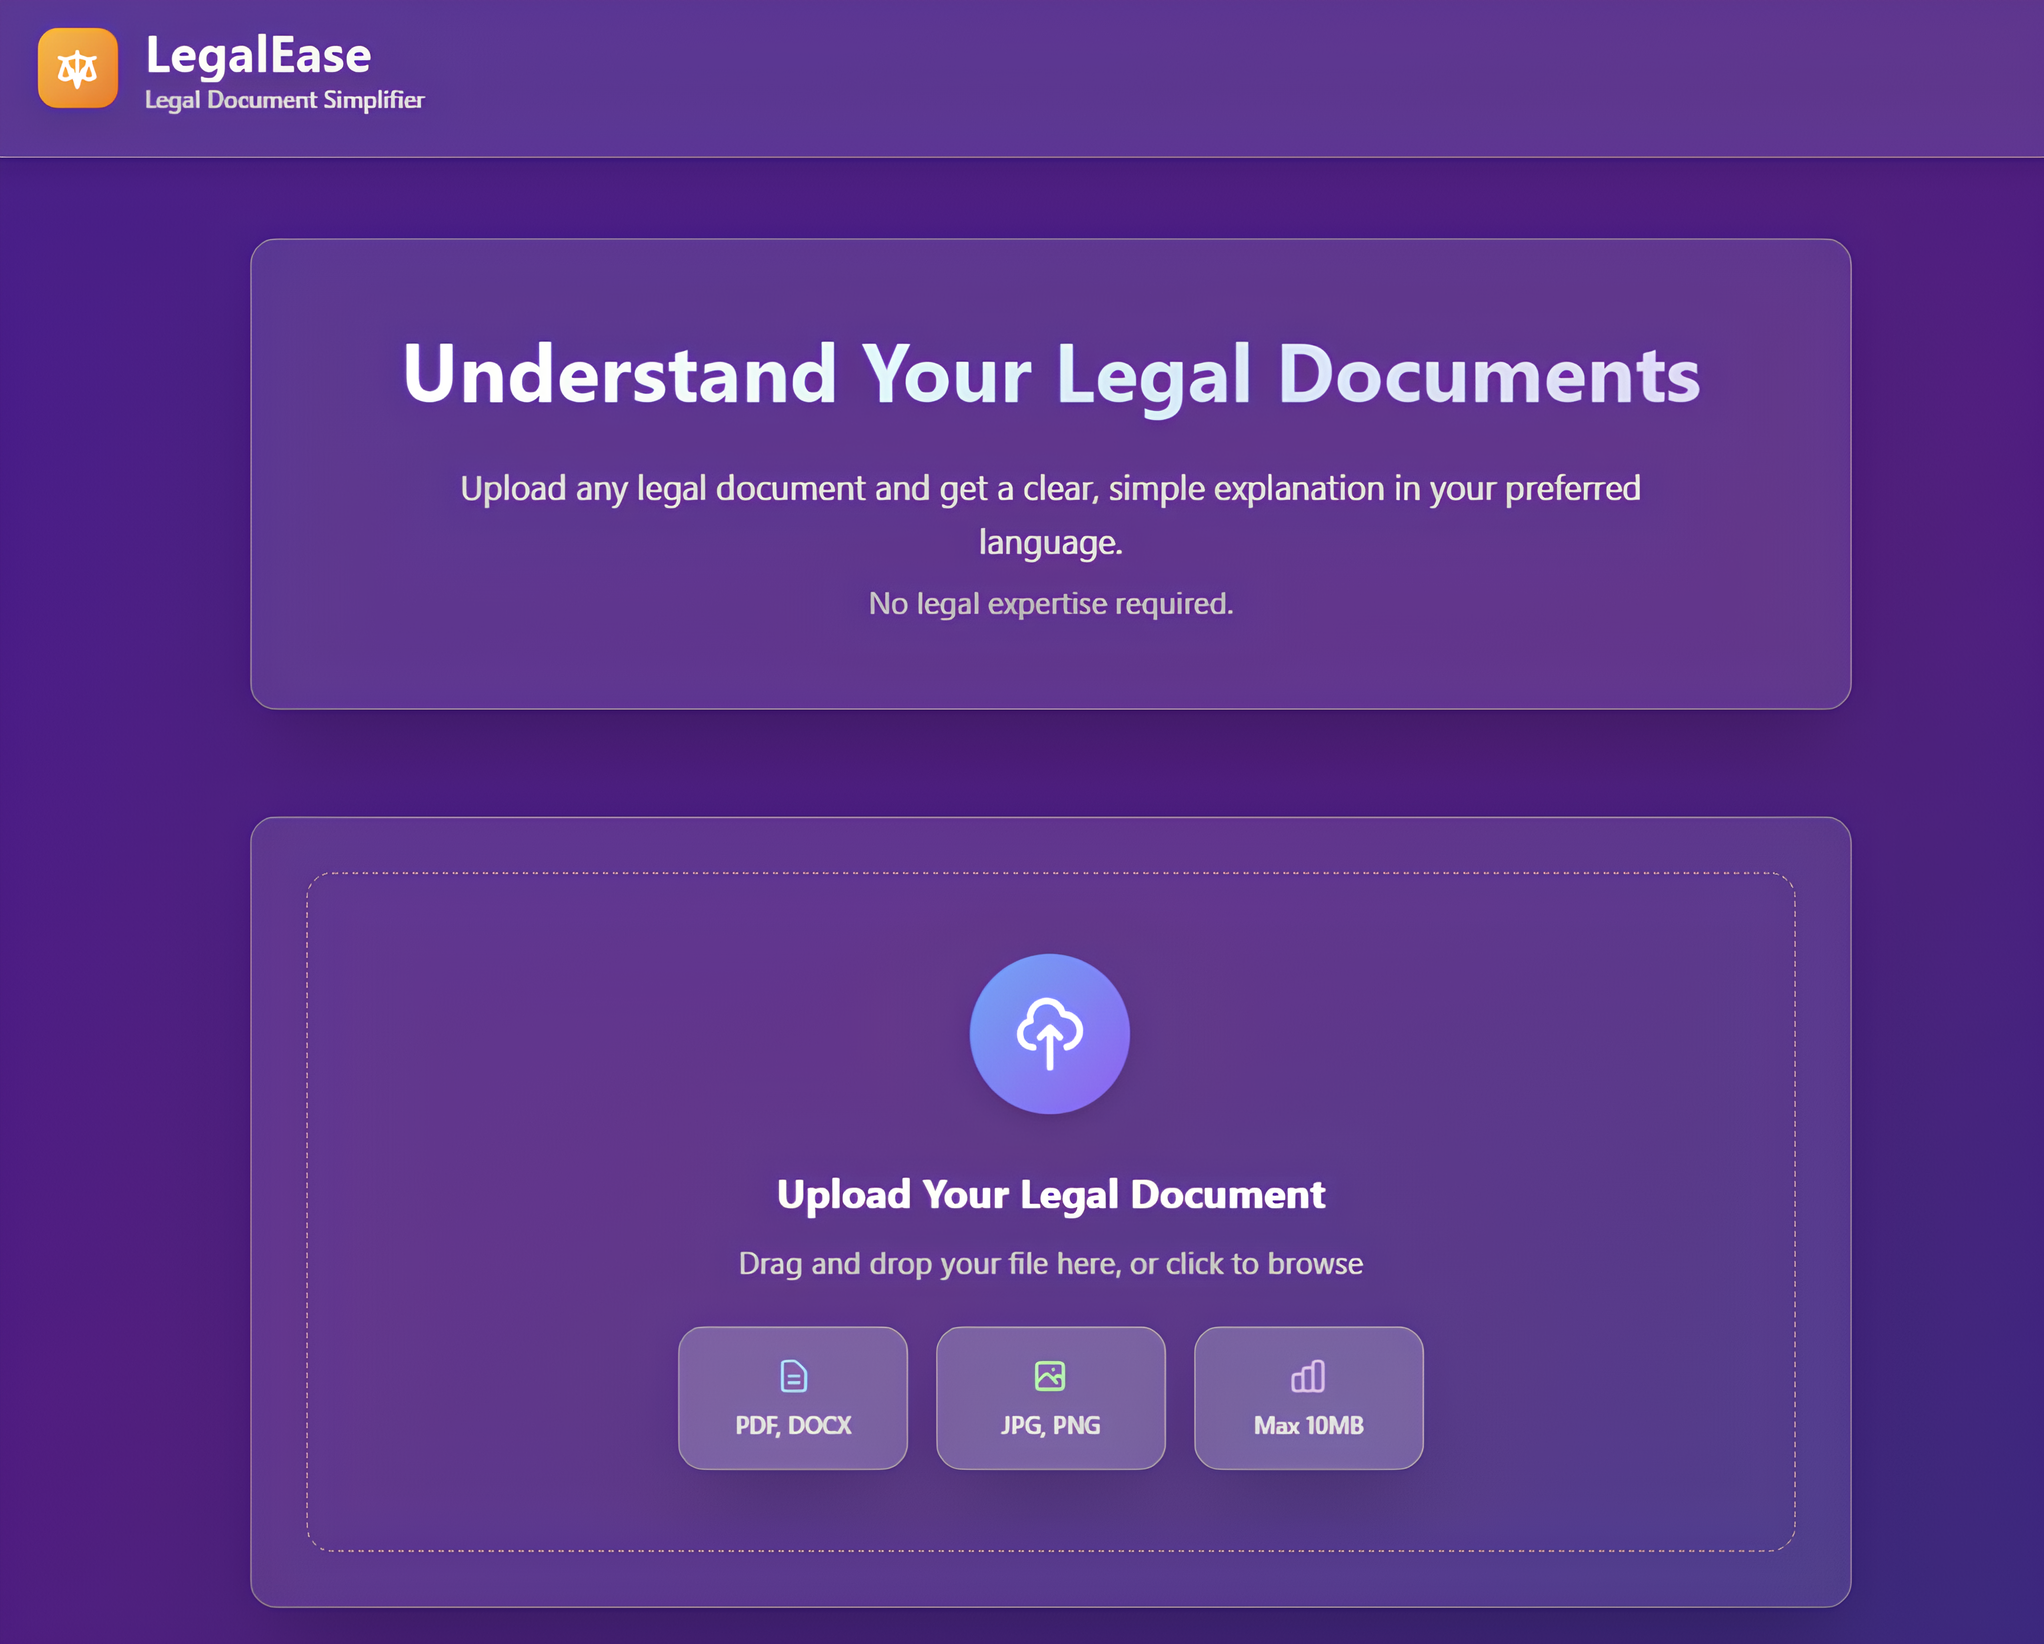 LegalEase
Legal Document Simplifier
Understand Your Legal Documents
Upload any legal document and get a clear, simple explanation in your preferred
language.
No legal expertise required.
Upload Your Legal Document
Drag and drop your file here, or click to browse
PDF, DOCX
JPG, PNG
Max 10MB